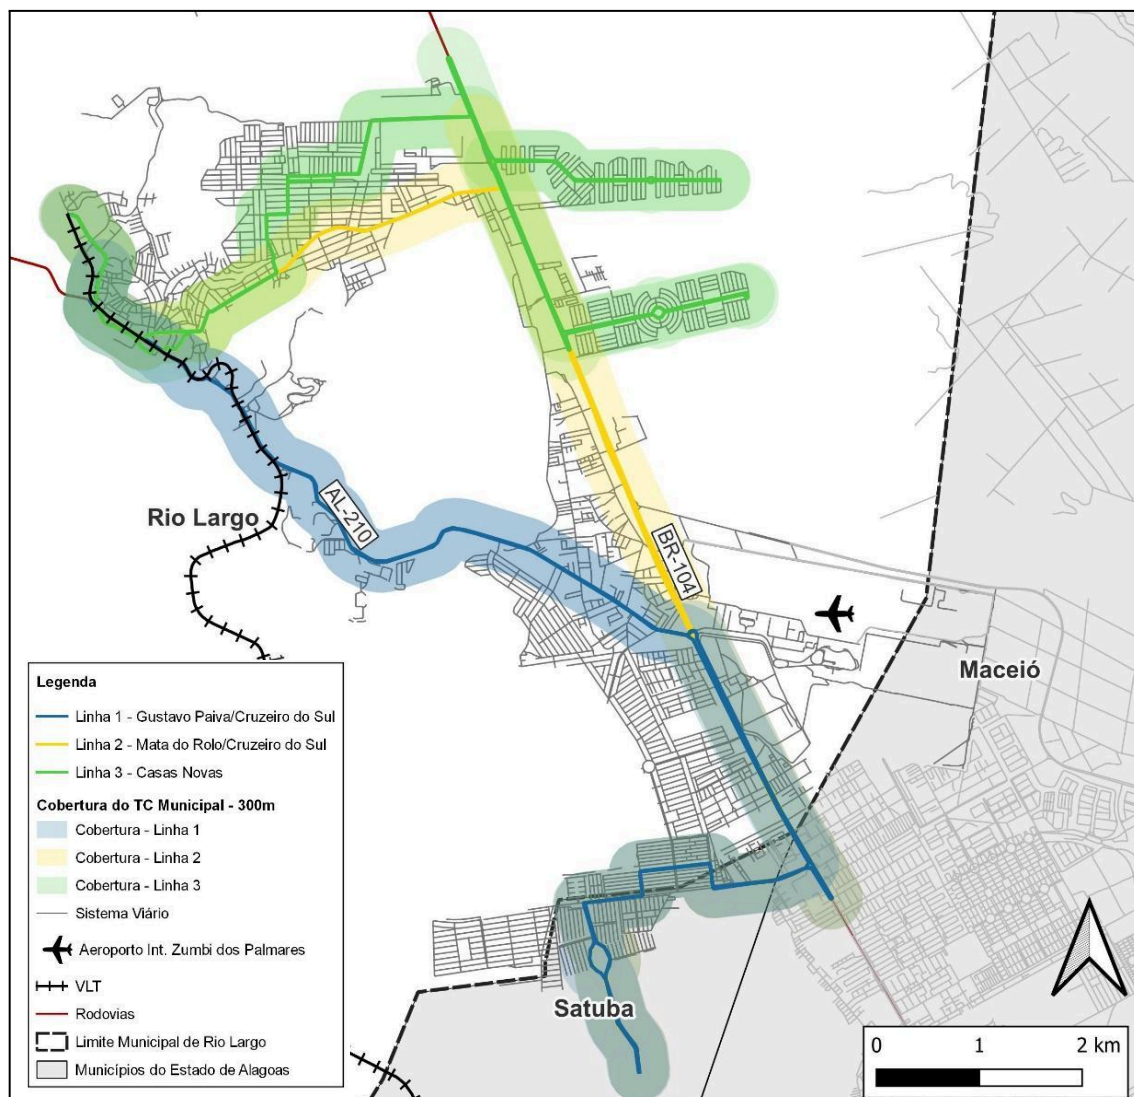 Rio Largo
AL-210
BR-104
Maceió
Satuba
Legenda
Linha 1 - Gustavo Paiva/Cruzeiro do Sul
Linha 2 - Mata do Rolo/Cruzeiro do Sul
Linha 3 - Casas Novas
Cobertura do TC Municipal - 300m
Cobertura - Linha 1
Cobertura - Linha 2
Cobertura - Linha 3
Sistema Viário
Aeroporto Int. Zumbi dos Palmares
VLT
Rodovias
Limite Municipal de Rio Largo
Municípios do Estado de Alagoas
0 1 2 km